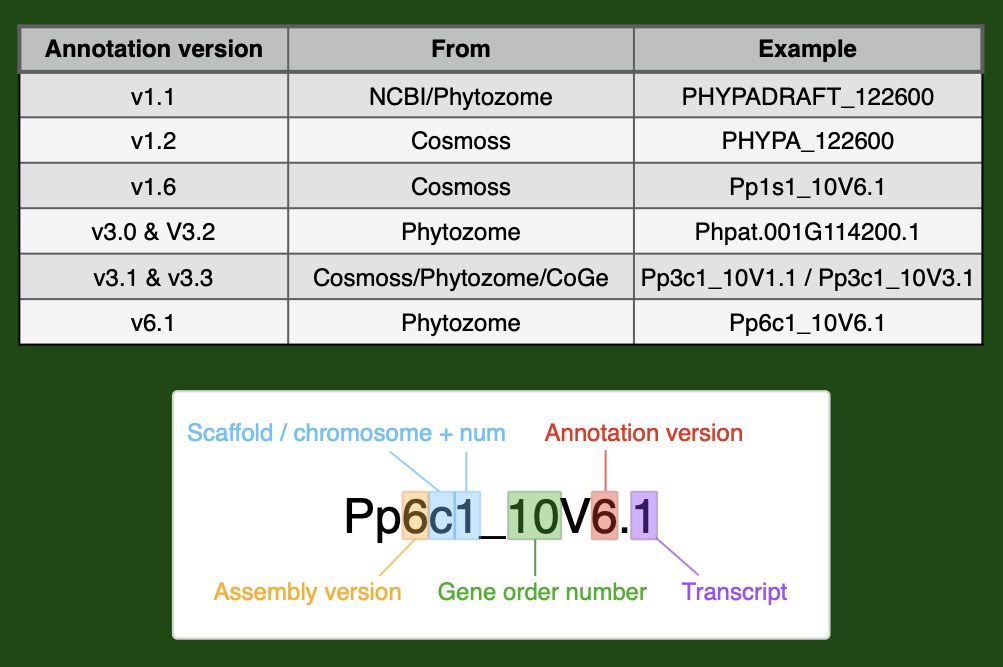 Annotation version From Example
v1.1 NCBI/Phytozome PHYPADRAFT_122600
v1.2 Cosmoss PHYPA_122600
v1.6 Cosmoss Pp1s1_10V6.1
v3.0 & V3.2 Phytozome Phpat.001G114200.1
v3.1 & v3.3 Cosmoss/Phytozome/CoGe Pp3c1_10V1.1 / Pp3c1_10V3.1
v6.1 Phytozome Pp6c1_10V6.1
Scaffold / chromosome + num Annotation version
Pp6c1_10V6.1
Assembly version Gene order number Transcript